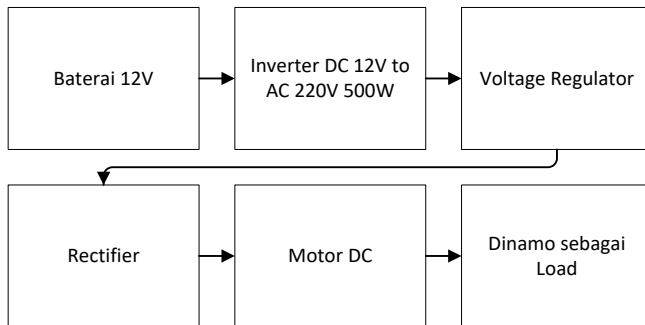 Baterai 12V
Inverter DC 12V to
AC 220V 500W
Voltage Regulator
Rectifier
Motor DC
Dinamo sebagai
Load